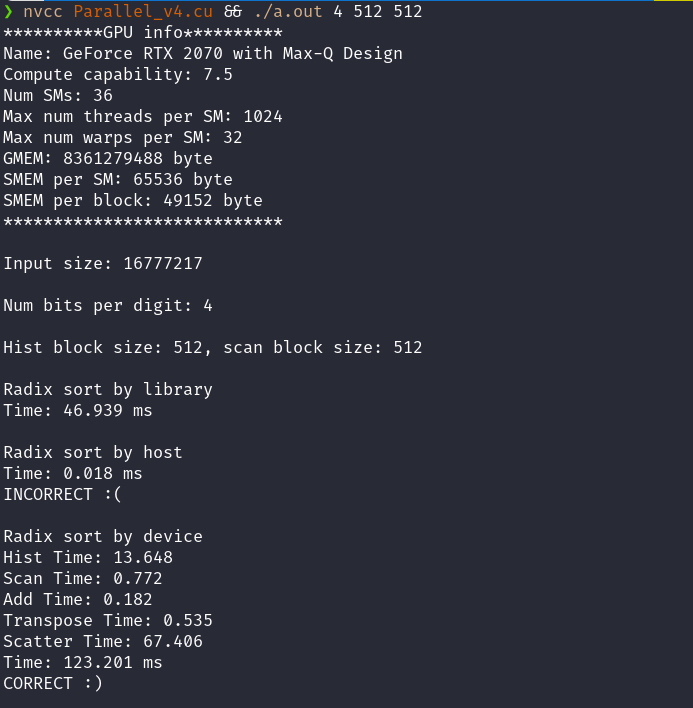 ❯ nvcc Parallel_v4.cu && ./a.out 4 512 512
**********GPU info**********
Name: GeForce RTX 2070 with Max-Q Design
Compute capability: 7.5
Num SMs: 36
Max num threads per SM: 1024
Max num warps per SM: 32
GMEM: 8361279488 byte
SMEM per SM: 65536 byte
SMEM per block: 49152 byte
****************************
Input size: 16777217
Num bits per digit: 4
Hist block size: 512, scan block size: 512
Radix sort by library
Time: 46.939 ms
Radix sort by host
Time: 0.018 ms
INCORRECT :(
Radix sort by device
Hist Time: 13.648
Scan Time: 0.772
Add Time: 0.182
Transpose Time: 0.535
Scatter Time: 67.406
Time: 123.201 ms
CORRECT :)